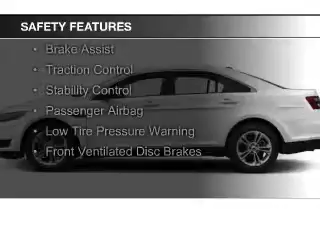 SAFETY FEATURES
• Brake Assist
• Traction Control
• Stability Control
• Passenger Airbag
• Low Tire Pressure Warning
• Front Ventilated Disc Brakes